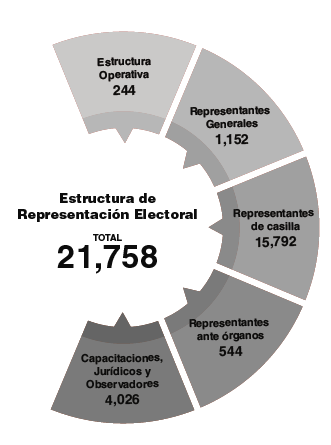 Estructura
Operativa
244
Representantes
Generales
1,152
Estructura de
Representación Electoral
TOTAL
21,758
Representantes
de casilla
15,792
Representantes
ante órganos
544
Capacitaciones,
Jurídicos y
Observadores
4,026